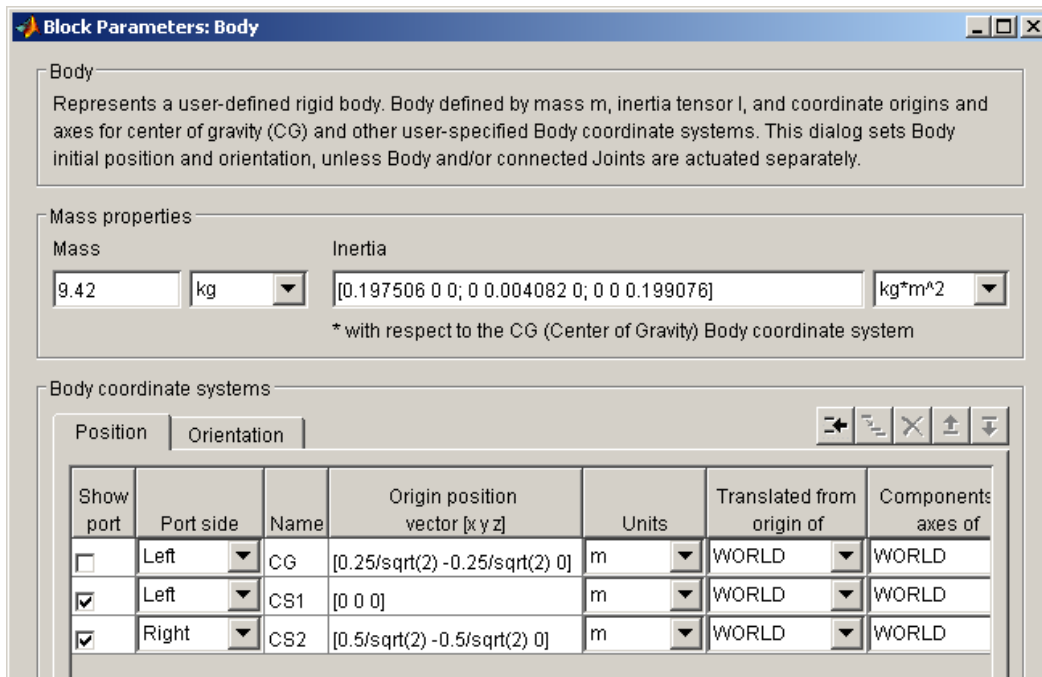 Block Parameters: Body
Body
Represents a user-defined rigid body. Body defined by mass m, inertia tensor I, and coordinate origins and
axes for center of gravity (CG) and other user-specified Body coordinate systems. This dialog sets Body
initial position and orientation, unless Body and/or connected Joints are actuated separately.
Mass properties
Mass Inertia
9.42 kg [0.197506 0 0; 0 0.004082 0; 0 0 0.199076] kg*m^2
* with respect to the CG (Center of Gravity) Body coordinate system
Body coordinate systems
Position Orientation
Show Origin position Translated from Components
port Port side Name vector [x y z] Units origin of axes of
Left CG [0.25/sqrt(2) -0.25/sqrt(2) 0] m WORLD WORLD
Left CS1 [0 0 0] m WORLD WORLD
Right CS2 [0.5/sqrt(2) -0.5/sqrt(2) 0] m WORLD WORLD